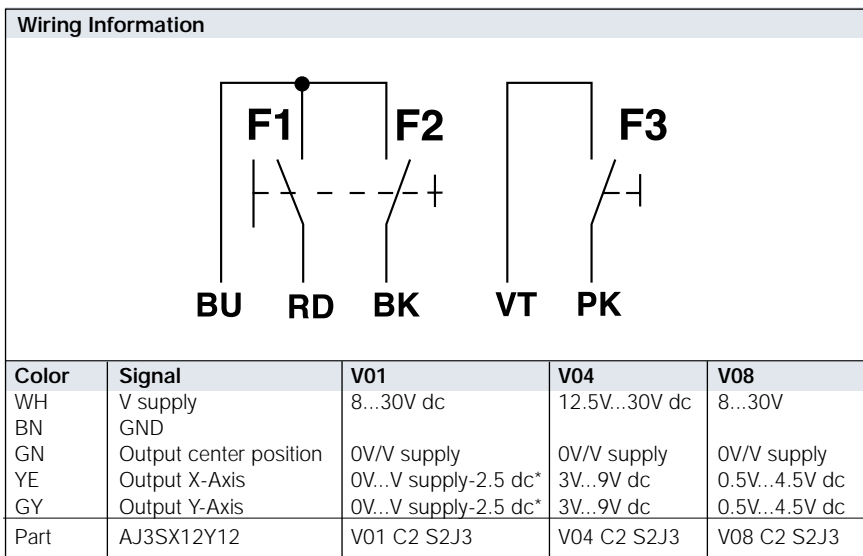 Wiring Information
F1 F2 F3
BU RD BK VT PK
Color Signal V01 V04 V08
WH V supply 8...30V dc 12.5V...30V dc 8...30V
BN GND
GN Output center position 0V/V supply 0V/V supply 0V/V supply
YE Output X-Axis 0V...V supply-2.5 dc* 3V...9V dc 0.5V...4.5V dc
GY Output Y-Axis 0V...V supply-2.5 dc* 3V...9V dc 0.5V...4.5V dc
Part AJ3SX12Y12 V01 C2 S2J3 V04 C2 S2J3 V08 C2 S2J3